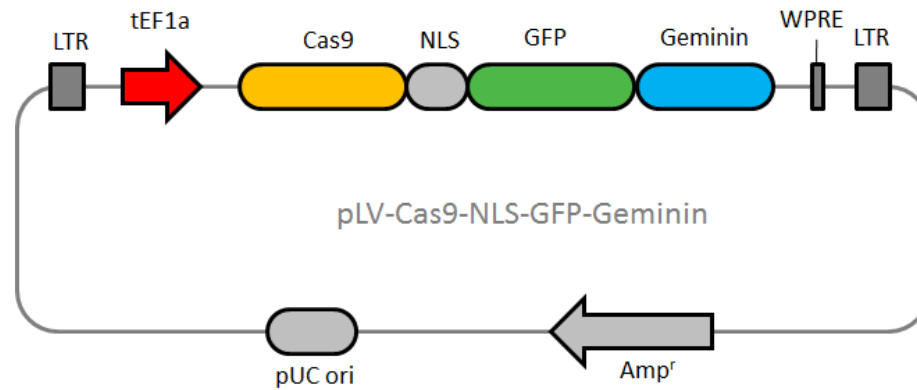 tEF1a
WPRE
LTR
Cas9
NLS
GFP
Geminin
LTR
pLV-Cas9-NLS-GFP-Geminin
pUC ori
Ampʳ